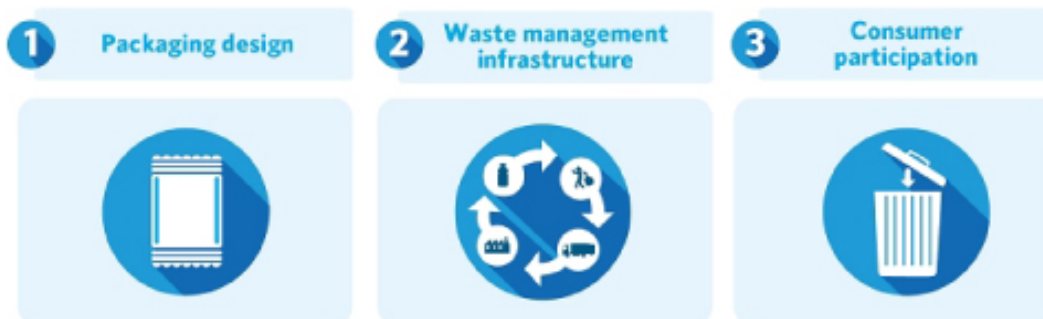 1
Packaging design
2
Waste management
infrastructure
3
Consumer
participation